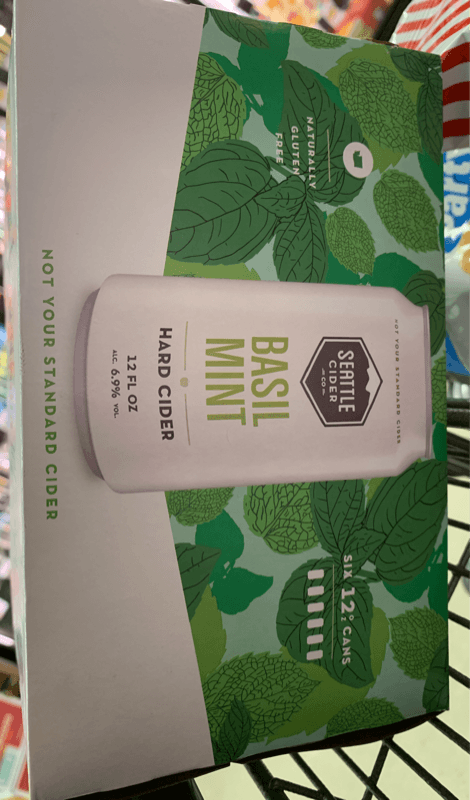 NATURALLY
GLUTEN
FREE
NOT YOUR STANDARD CIDER
SEATTLE
CIDER
CO
BASIL
MINT
HARD CIDER
12 FL OZ
ALC. 6.9% VOL.
SIX 12oz CANS
NOT YOUR STANDARD CIDER